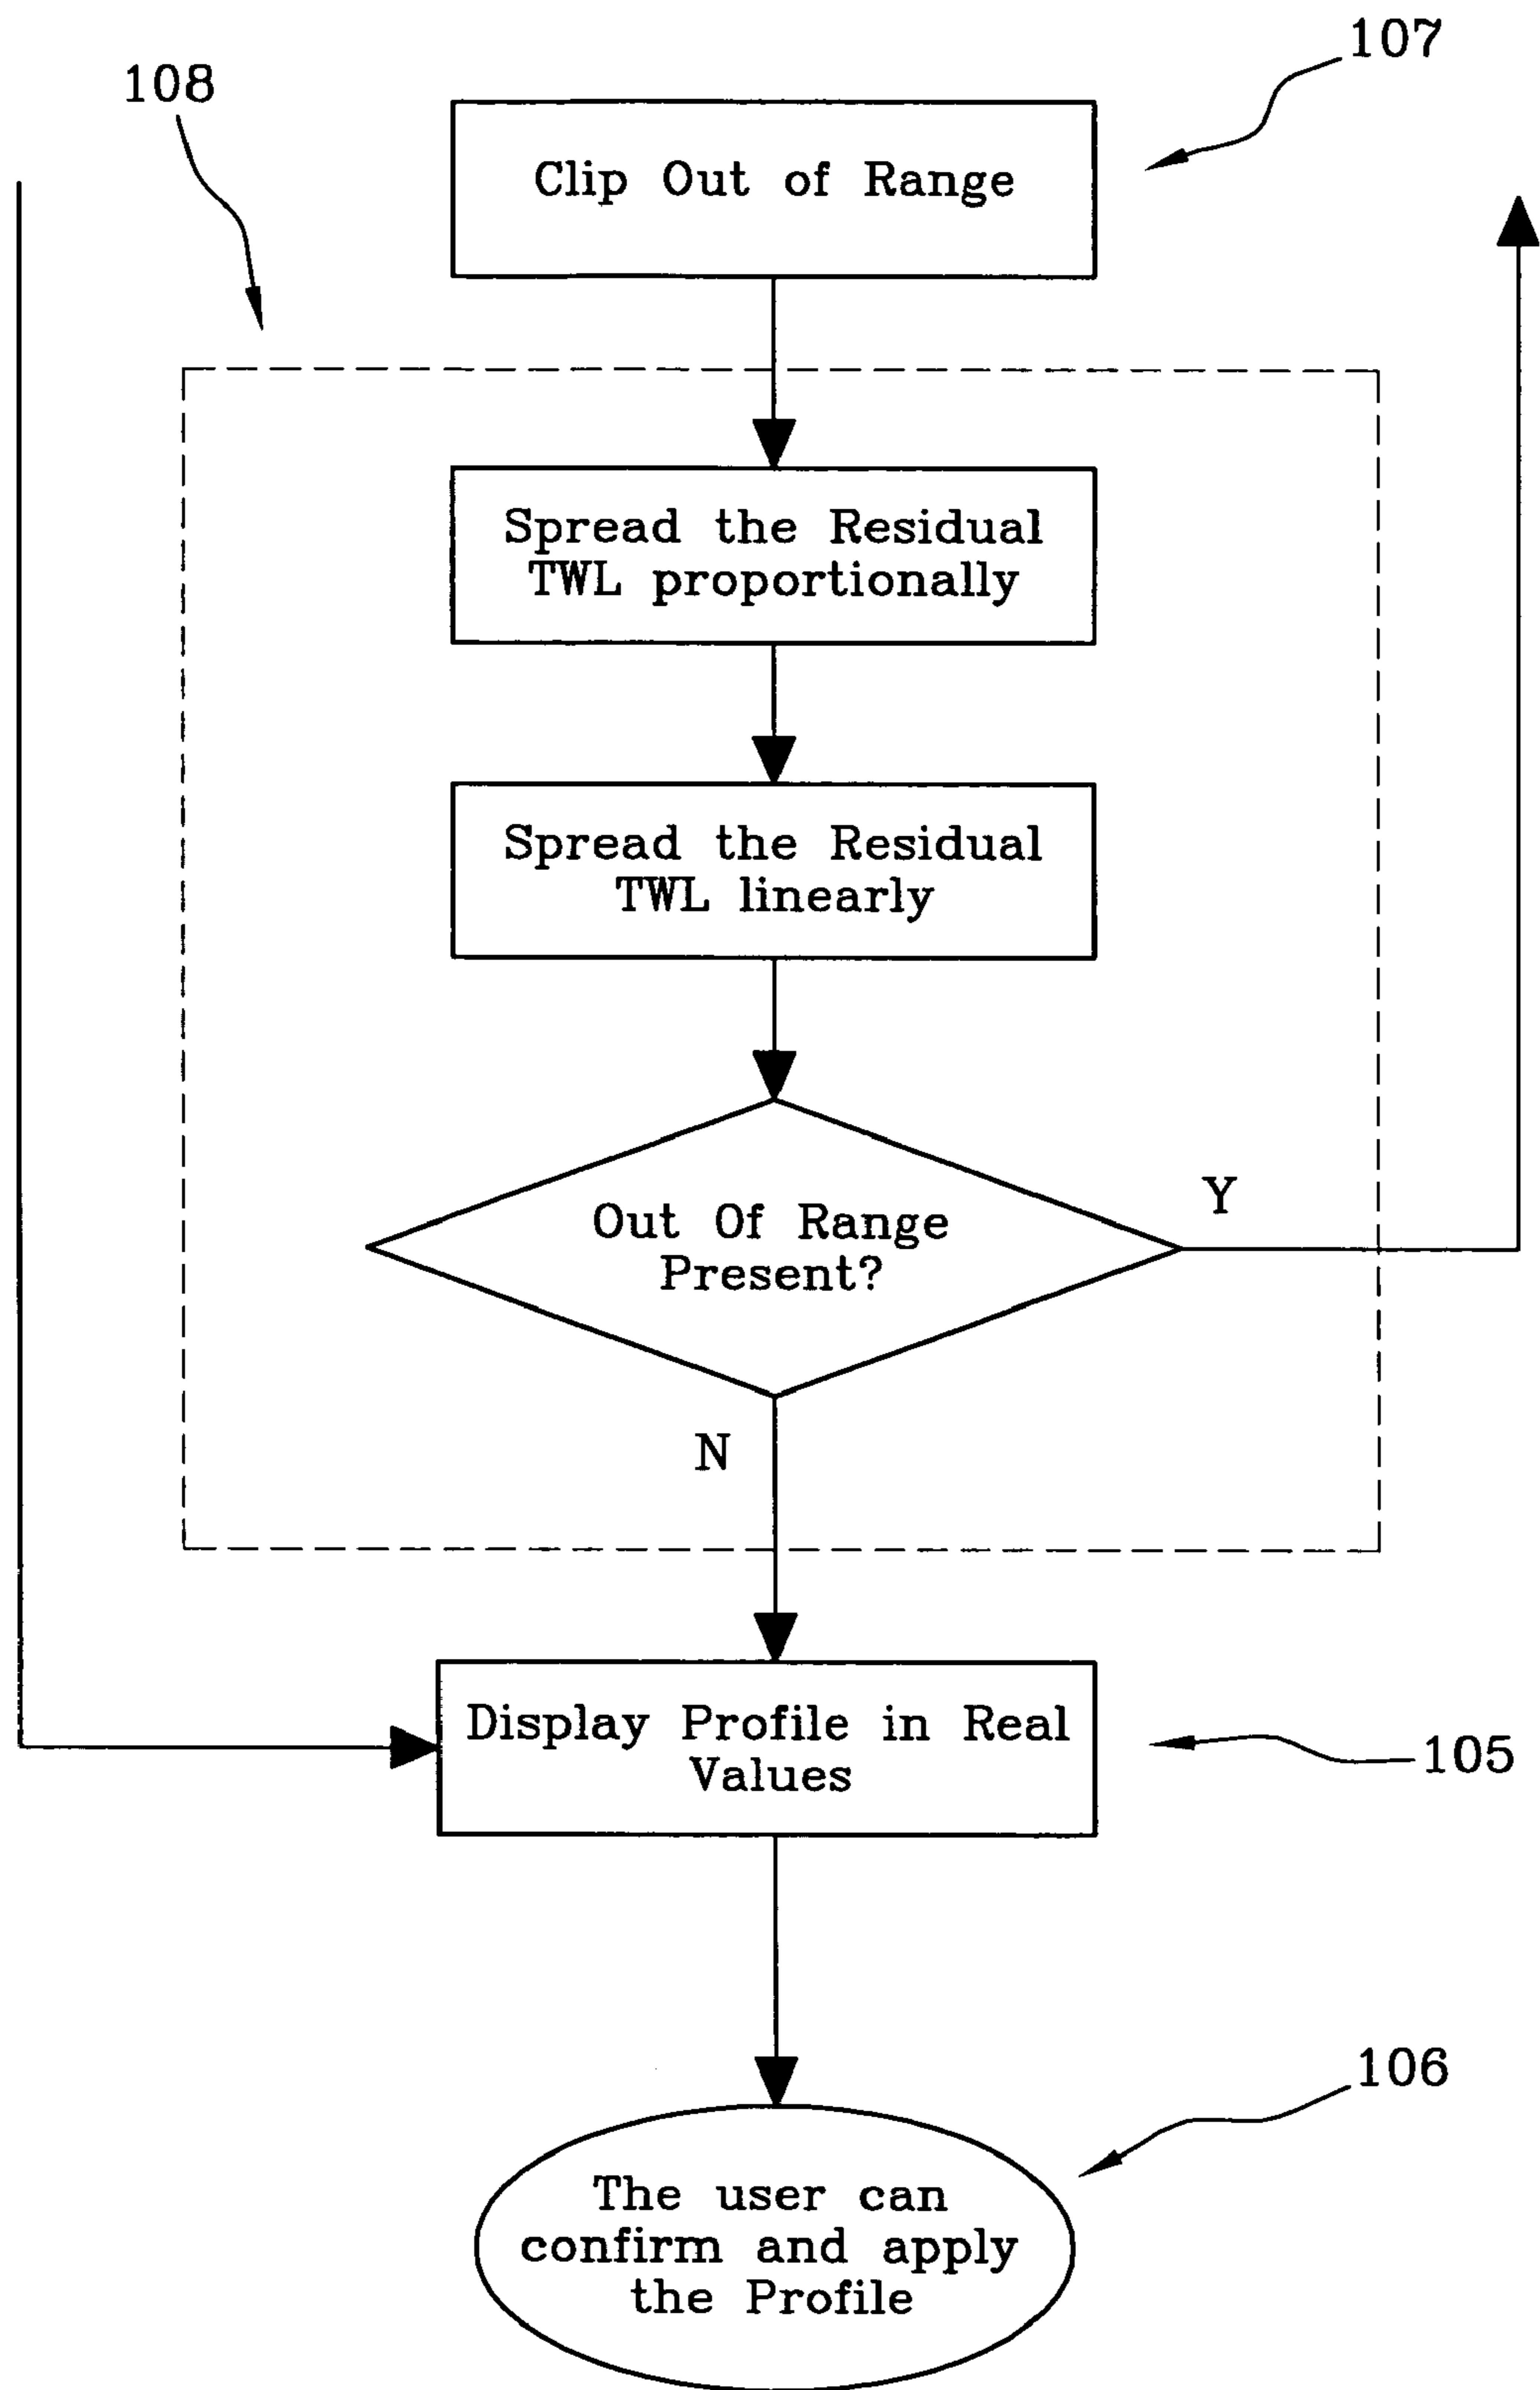 107
108
Clip Out of Range
Spread the Residual
TWL proportionally
Spread the Residual
TWL linearly
Out Of Range
Present?
Y
N
Display Profile in Real
Values
105
106
The user can
confirm and apply
the Profile